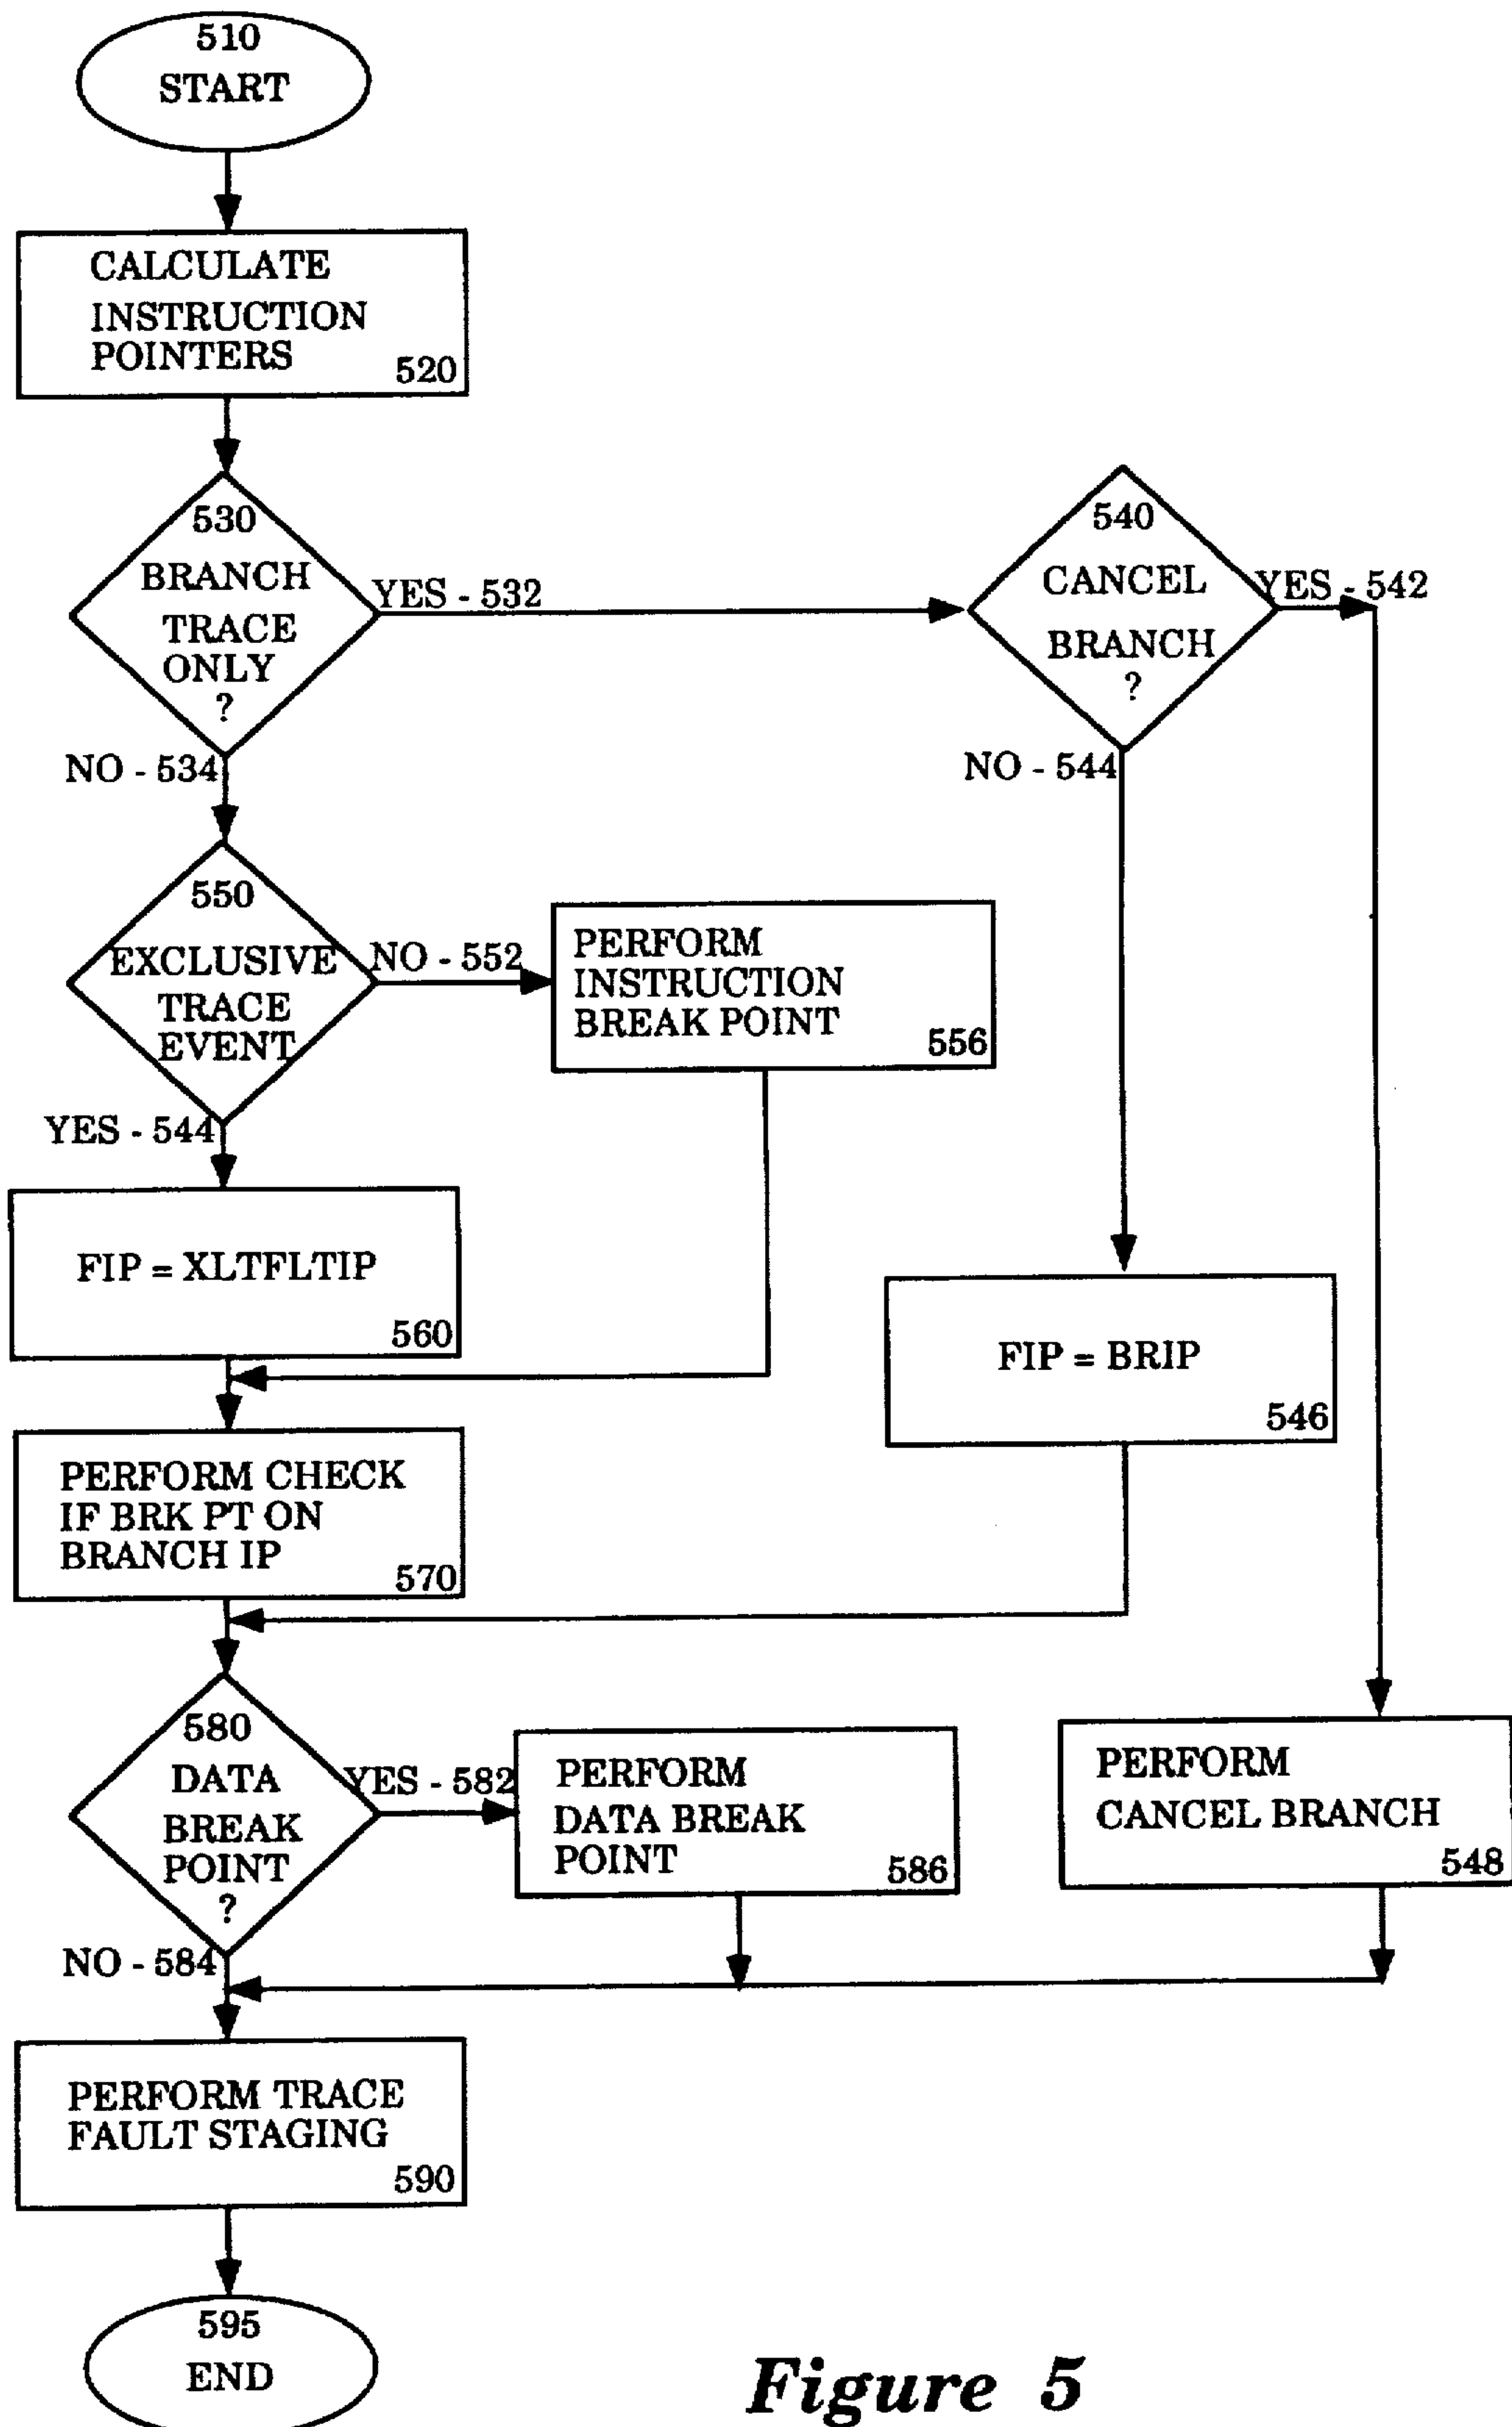 510
START
CALCULATE
INSTRUCTION
POINTERS
520
530
BRANCH
TRACE
ONLY
?
YES - 532
NO - 534
540
CANCEL
BRANCH
?
YES - 542
NO - 544
550
EXCLUSIVE
TRACE
EVENT
NO - 552
YES - 544
PERFORM
INSTRUCTION
BREAK POINT
556
FIP = XLTFLTIP
560
FIP = BRIP
546
PERFORM CHECK
IF BRK PT ON
BRANCH IP
570
580
DATA
BREAK
POINT
?
YES - 582
NO - 584
PERFORM
DATA BREAK
POINT
586
PERFORM
CANCEL BRANCH
548
PERFORM TRACE
FAULT STAGING
590
595
END
Figure 5